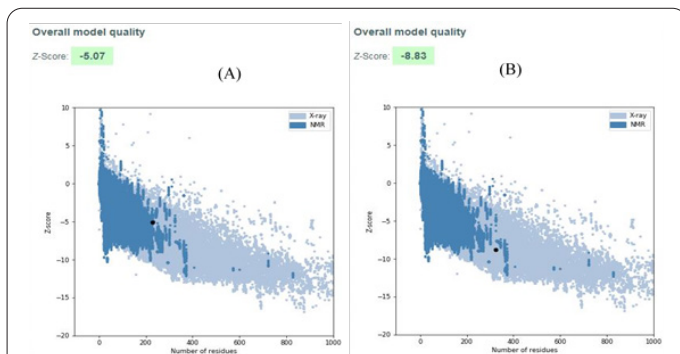 Overall model quality
Z-Score: -5.07
(A)
X-ray
NMR
10
5
0
-5
-10
-15
-20
Z-score
0
200
400
600
800
1000
Number of residues
Overall model quality
Z-Score: -8.83
(B)
X-ray
NMR
10
5
0
-5
-10
-15
-20
Z-score
0
200
400
600
800
1000
Number of residues